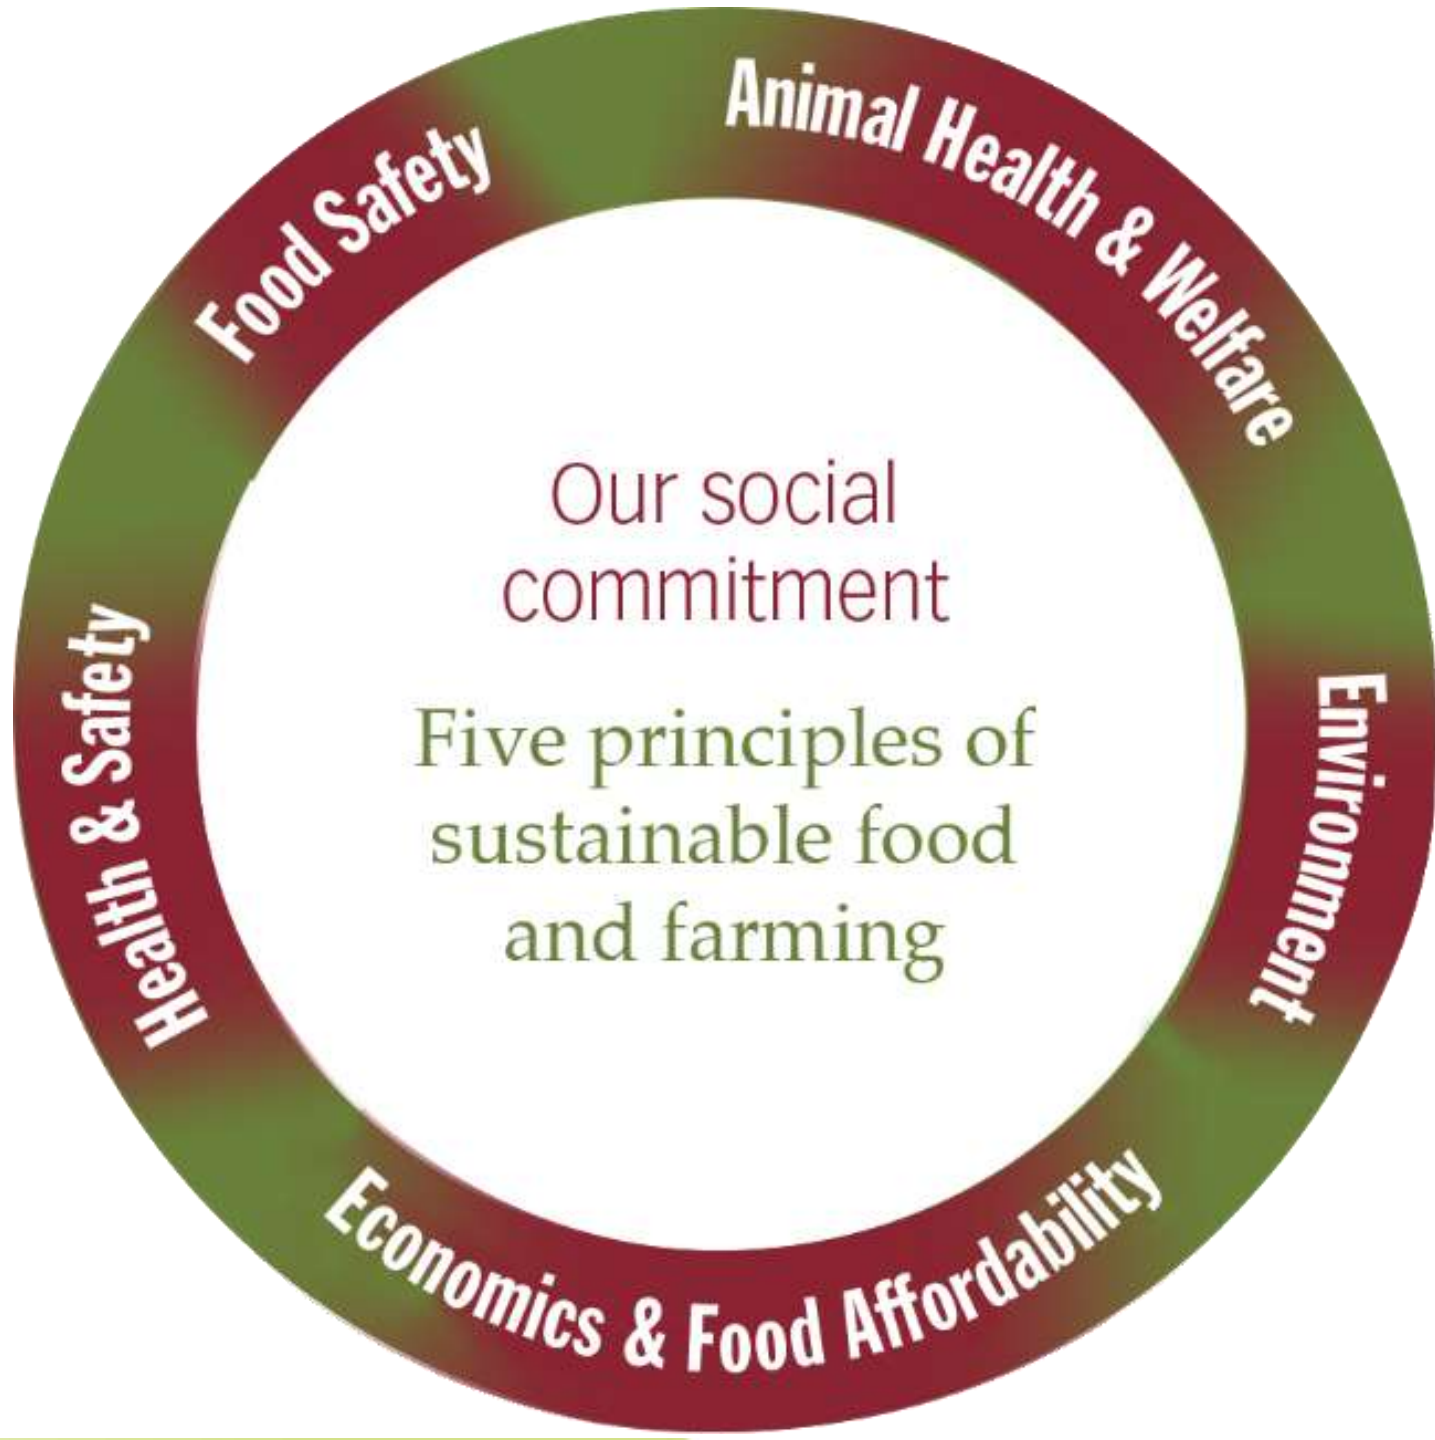 Our social
commitment
Five principles of
sustainable food
and farming
Animal Health & Welfare
Environment
Economics & Food Affordability
Health & Safety
Food Safety